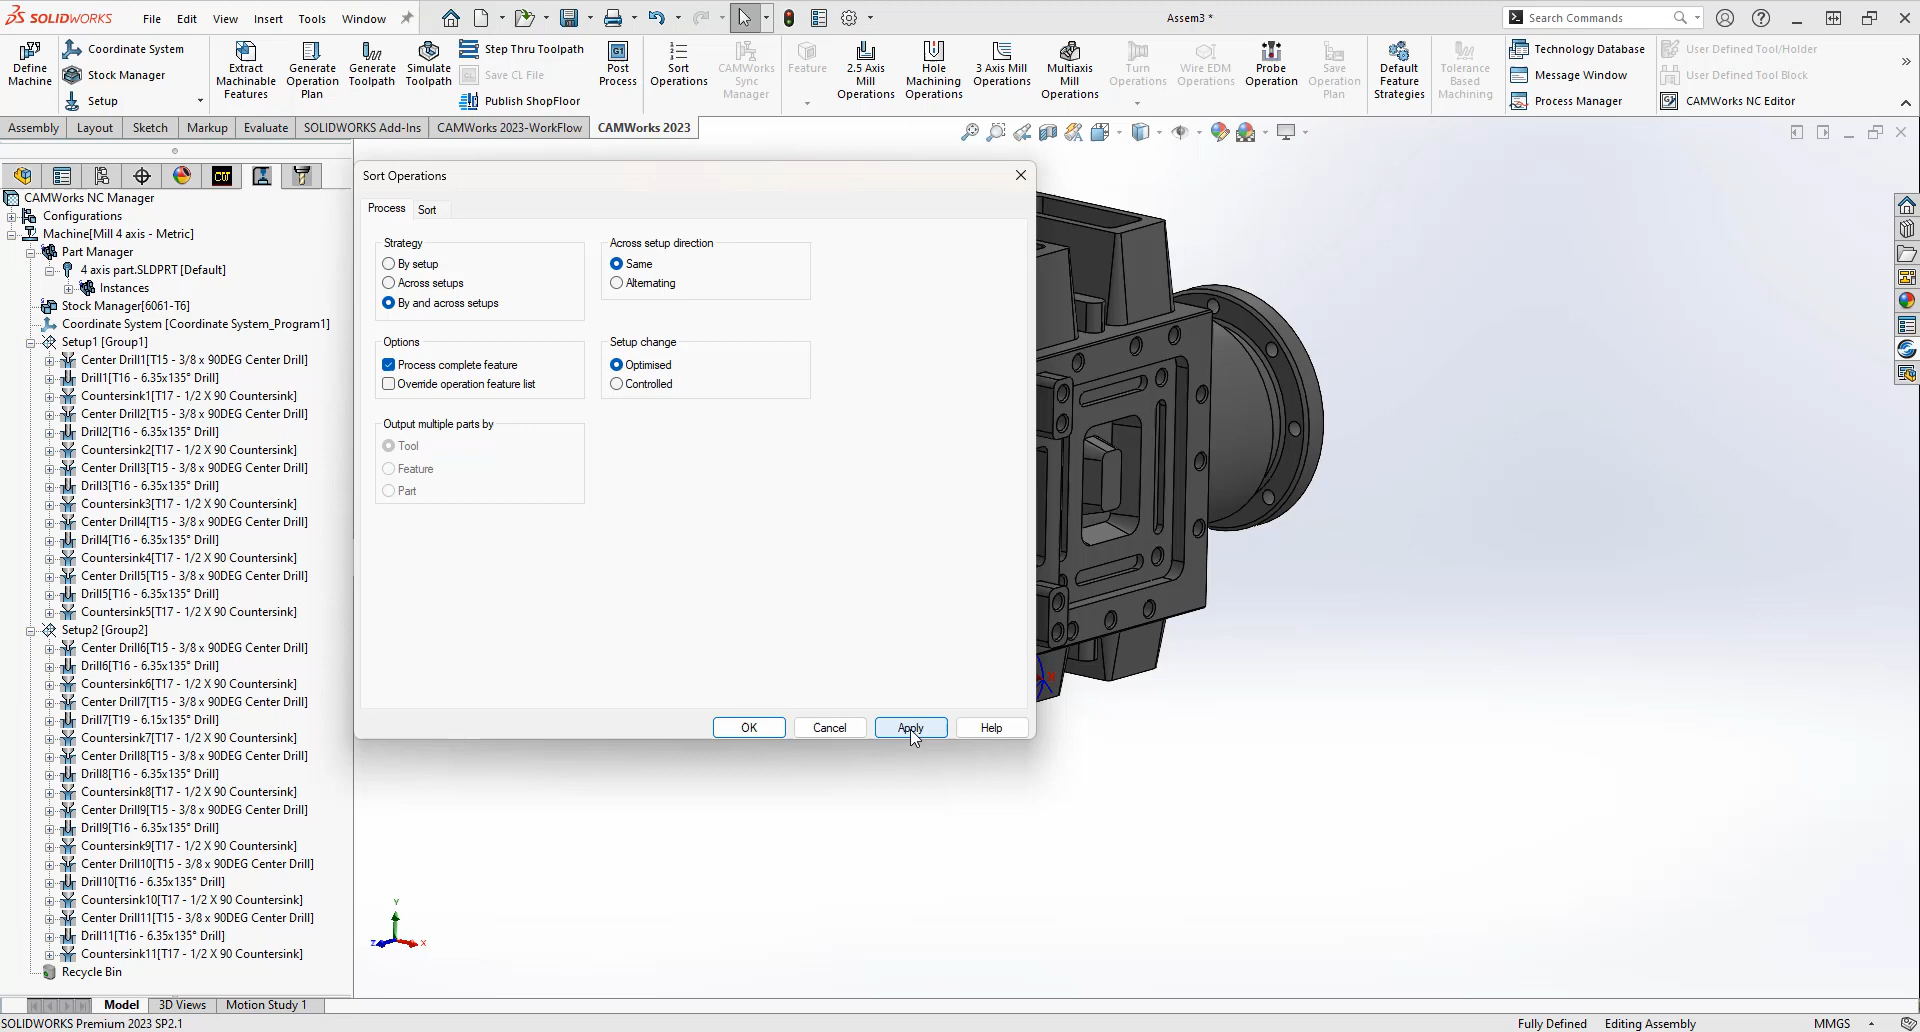 SOLIDWORKS File Edit View Insert Tools Window Assem3 * Search Commands
Define Machine
Coordinate System
Stock Manager
Setup
Extract Machinable Features
Generate Operation Plan
Generate Toolpath
Simulate Toolpath
Step Thru Toolpath
Save CL File
Publish ShopFloor
Post Process
Sort Operations
CAMWorks Sync Manager
Feature
2.5 Axis Mill Operations
Hole Machining Operations
3 Axis Mill Operations
Multiaxis Mill Operations
Turn Operations
Wire EDM Operations
Probe Operation
Save Operation Plan
Default Feature Strategies
Tolerance Based Machining
Technology Database
Message Window
Process Manager
User Defined Tool/Holder
User Defined Tool Block
CAMWorks NC Editor
Assembly Layout Sketch Markup Evaluate SOLIDWORKS Add-Ins CAMWorks 2023-WorkFlow CAMWorks 2023
CAMWorks NC Manager
Configurations
Machine[Mill 4 axis - Metric]
Part Manager
4 axis part.SLDPRT [Default]
Instances
Stock Manager[6061-T6]
Coordinate System [Coordinate System_Program1]
Setup1 [Group1]
Center Drill1[T15 - 3/8 x 90DEG Center Drill]
Drill1[T16 - 6.35x135° Drill]
Countersink1[T17 - 1/2 X 90 Countersink]
Center Drill2[T15 - 3/8 x 90DEG Center Drill]
Drill2[T16 - 6.35x135° Drill]
Countersink2[T17 - 1/2 X 90 Countersink]
Center Drill3[T15 - 3/8 x 90DEG Center Drill]
Drill3[T16 - 6.35x135° Drill]
Countersink3[T17 - 1/2 X 90 Countersink]
Center Drill4[T15 - 3/8 x 90DEG Center Drill]
Drill4[T16 - 6.35x135° Drill]
Countersink4[T17 - 1/2 X 90 Countersink]
Center Drill5[T15 - 3/8 x 90DEG Center Drill]
Drill5[T16 - 6.35x135° Drill]
Countersink5[T17 - 1/2 X 90 Countersink]
Setup2 [Group2]
Center Drill6[T15 - 3/8 x 90DEG Center Drill]
Drill6[T16 - 6.35x135° Drill]
Countersink6[T17 - 1/2 X 90 Countersink]
Center Drill7[T15 - 3/8 x 90DEG Center Drill]
Drill7[T19 - 6.15x135° Drill]
Countersink7[T17 - 1/2 X 90 Countersink]
Center Drill8[T15 - 3/8 x 90DEG Center Drill]
Drill8[T16 - 6.35x135° Drill]
Countersink8[T17 - 1/2 X 90 Countersink]
Center Drill9[T15 - 3/8 x 90DEG Center Drill]
Drill9[T16 - 6.35x135° Drill]
Countersink9[T17 - 1/2 X 90 Countersink]
Center Drill10[T15 - 3/8 x 90DEG Center Drill]
Drill10[T16 - 6.35x135° Drill]
Countersink10[T17 - 1/2 X 90 Countersink]
Center Drill11[T15 - 3/8 x 90DEG Center Drill]
Drill11[T16 - 6.35x135° Drill]
Countersink11[T17 - 1/2 X 90 Countersink]
Recycle Bin
Sort Operations
Process Sort
Strategy
By setup
Across setups
By and across setups
Across setup direction
Same
Alternating
Options
Process complete feature
Override operation feature list
Setup change
Optimised
Controlled
Output multiple parts by
Tool
Feature
Part
OK Cancel Apply Help
X
Y
Z X
Model 3D Views Motion Study 1
SOLIDWORKS Premium 2023 SP2.1 Fully Defined Editing Assembly MMGS